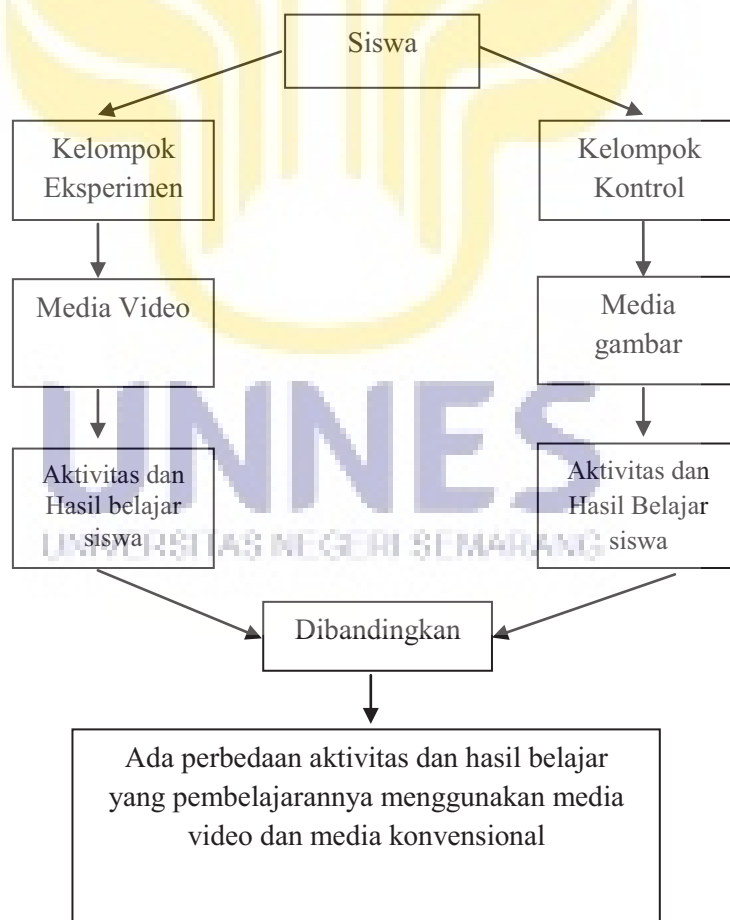 Siswa
Kelompok
Eksperimen
Kelompok
Kontrol
Media Video
Media
gambar
UNNES
Aktivitas dan
Hasil belajar
siswa
Aktivitas dan
Hasil Belajar
siswa
UNIVERSITAS NEGERI SEMARANG
Dibandingkan
Ada perbedaan aktivitas dan hasil belajar
yang pembelajarannya menggunakan media
video dan media konvensional